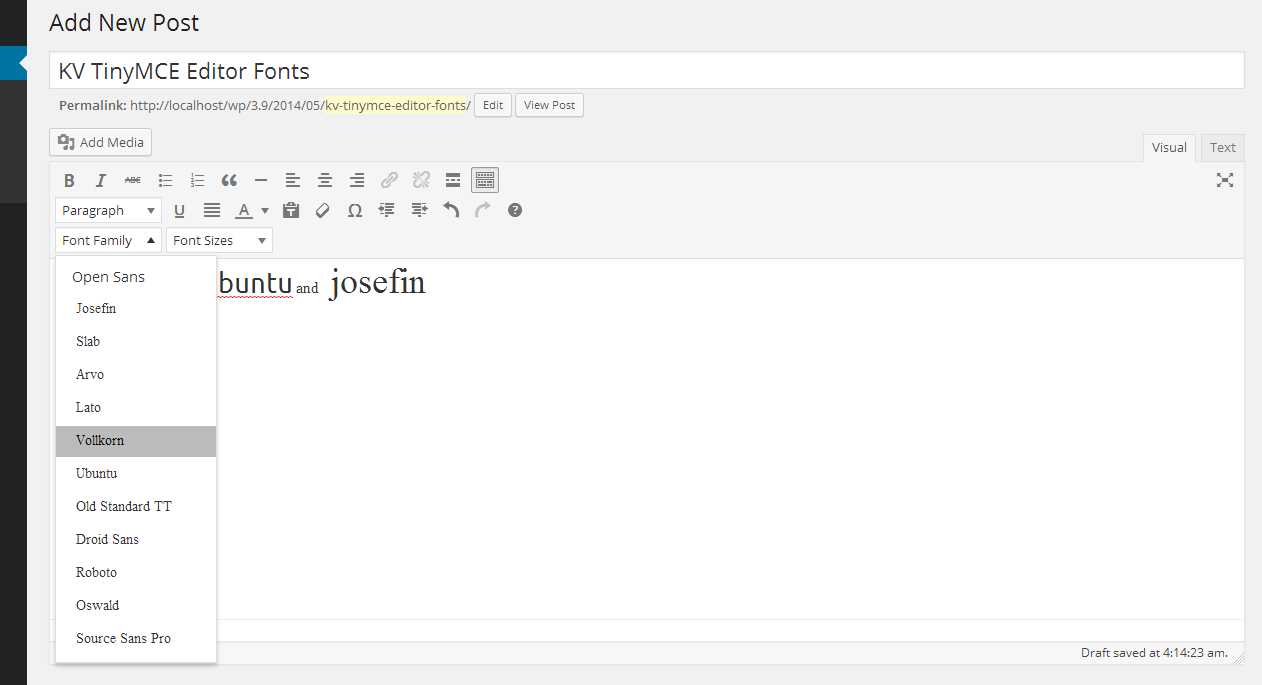 Add New Post
KV TinyMCE Editor Fonts
Permalink: http://localhost/wp/3.9/2014/05/kv-tinymce-editor-fonts/ Edit View Post
Add Media
Visual Text
B I ABC
Paragraph U A Ω ?
Font Family Font Sizes
buntu and josefin
Open Sans
Josefin
Slab
Arvo
Lato
Vollkorn
Ubuntu
Old Standard TT
Droid Sans
Roboto
Oswald
Source Sans Pro
Draft saved at 4:14:23 am.